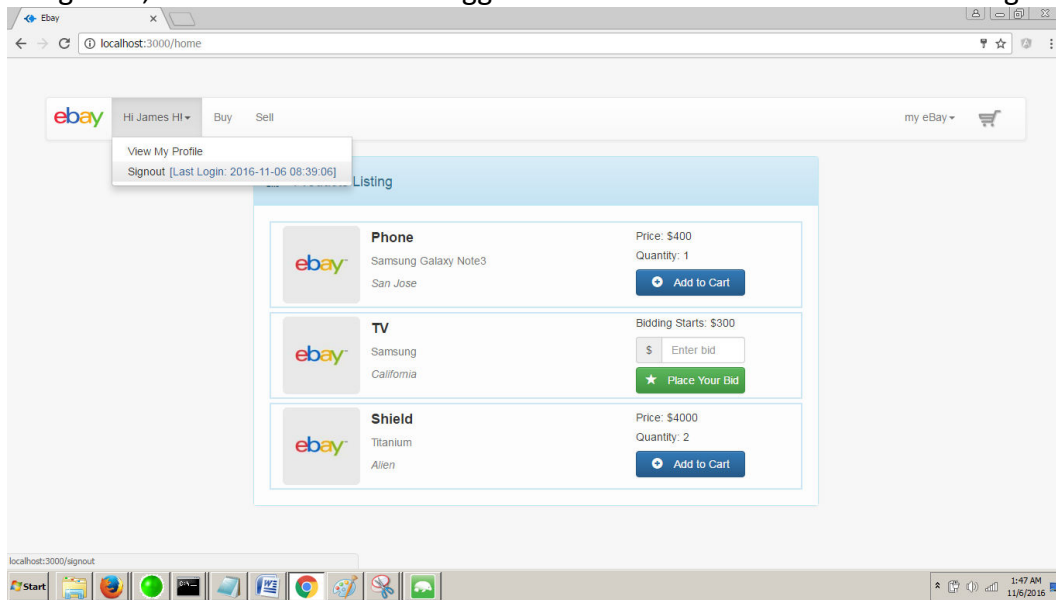 Ebay
localhost:3000/home
ebay Hi James H! Buy Sell my eBay
View My Profile
Signout [Last Login: 2016-11-06 08:39:06]
Listing
Phone Price: $400
ebay Samsung Galaxy Note3 Quantity: 1
San Jose Add to Cart
TV Bidding Starts: $300
ebay Samsung $ Enter bid
California Place Your Bid
Shield Price: $4000
ebay Titanium Quantity: 2
Alien Add to Cart
localhost:3000/signout
Start 1:47 AM
11/6/2016